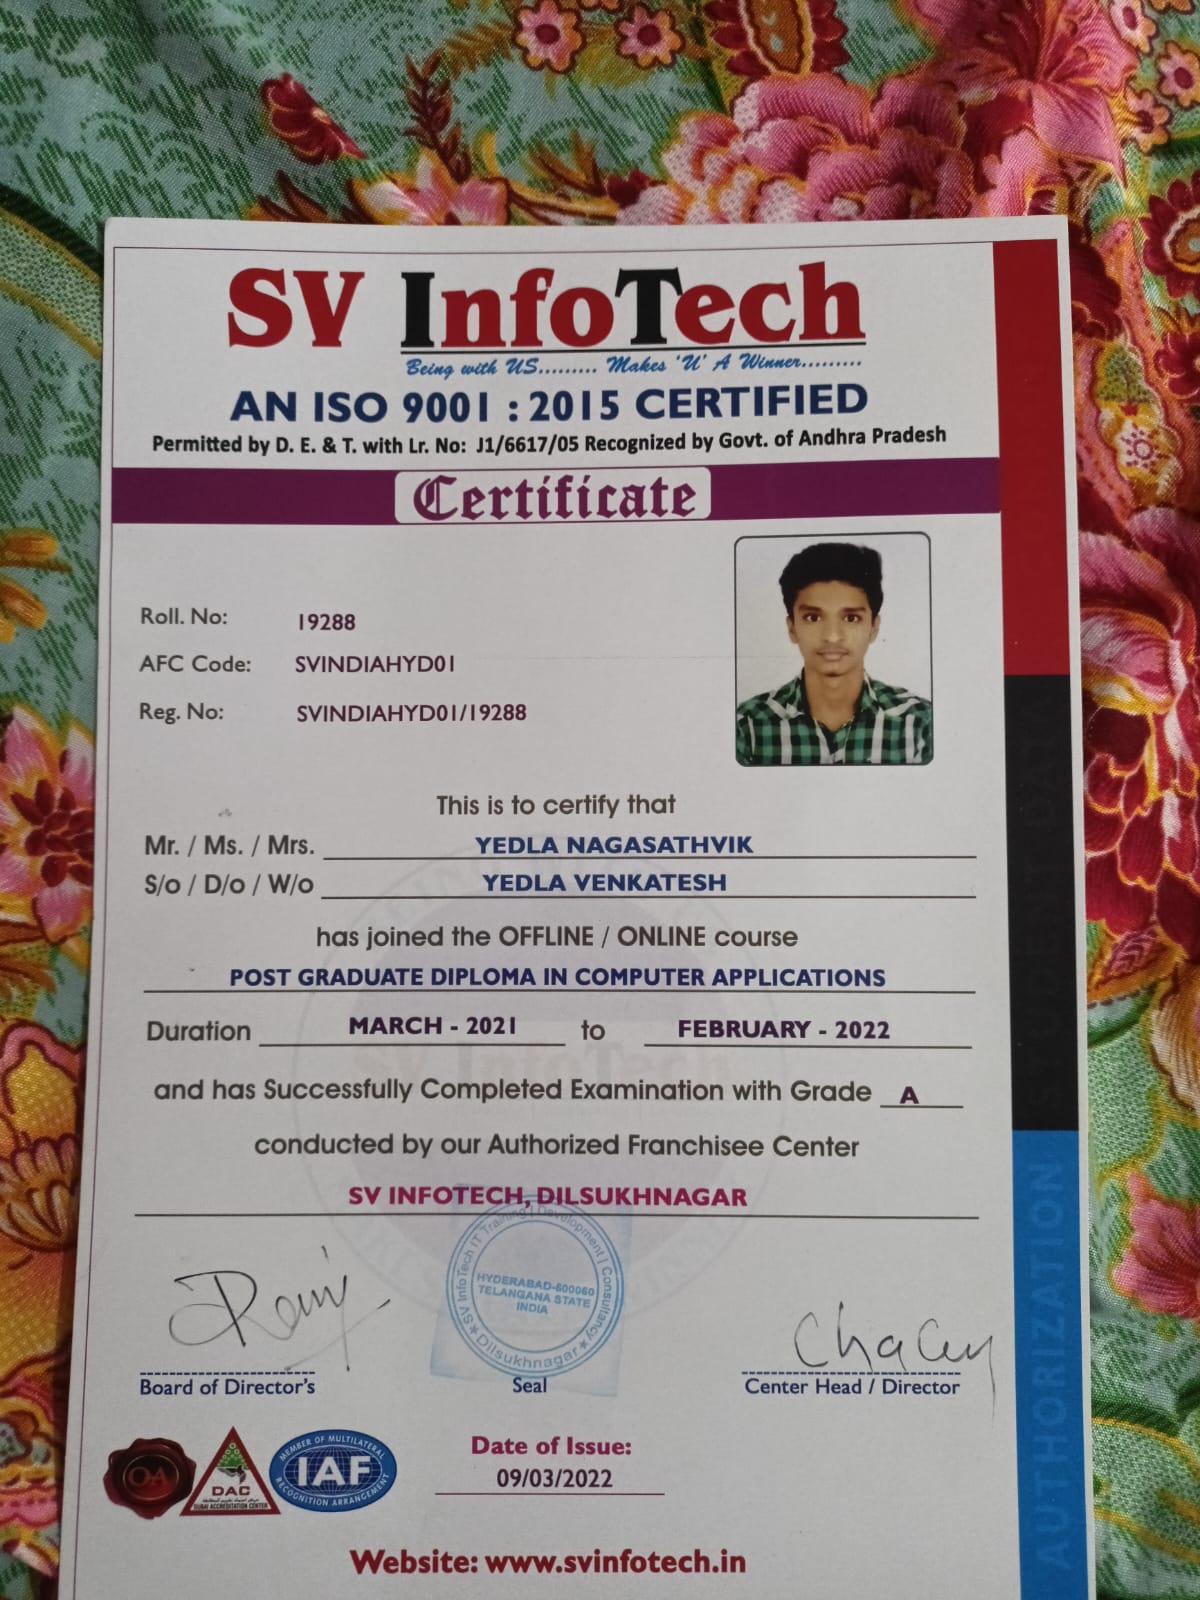 SV InfoTech
Being with US......... Makes 'U' A Winner.........
AN ISO 9001 : 2015 CERTIFIED
Permitted by D. E. & T. with Lr. No: J1/6617/05 Recognized by Govt. of Andhra Pradesh
Certificate
Roll. No: 19288
AFC Code: SVINDIAHYD01
Reg. No: SVINDIAHYD01/19288
This is to certify that
Mr. / Ms. / Mrs. YEDLA NAGASATHVIK
S/o / D/o / W/o YEDLA VENKATESH
has joined the OFFLINE / ONLINE course
POST GRADUATE DIPLOMA IN COMPUTER APPLICATIONS
Duration MARCH - 2021 to FEBRUARY - 2022
and has Successfully Completed Examination with Grade A
conducted by our Authorized Franchisee Center
SV INFOTECH, DILSUKHNAGAR
SV InfoTech IT Training | Development | Consultancy
HYDERABAD-500060
TELANGANA STATE
INDIA
Dilsukhnagar
Board of Director's
Seal
Center Head / Director
OA
DAC
DUBAI ACCREDITATION CENTER
MEMBER OF MULTILATERAL
IAF
RECOGNITION ARRANGEMENT
Date of Issue:
09/03/2022
Website: www.svinfotech.in
STUDENT DATA
AUTHORIZATION